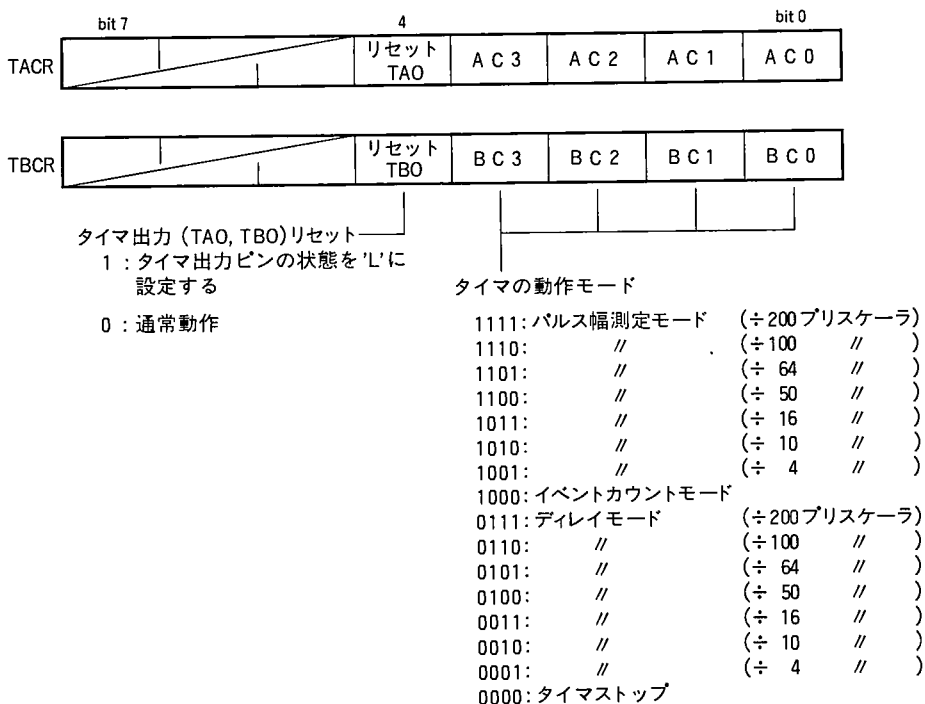 bit 7 4 bit 0
TACR リセット TAO AC3 AC2 AC1 AC0
TBCR リセット TBO BC3 BC2 BC1 BC0
タイマ出力 (TAO, TBO)リセット
1 : タイマ出力ピンの状態を'L'に
設定する
0 : 通常動作
タイマの動作モード
1111: パルス幅測定モード (÷200プリスケーラ)
1110: 〃 (÷100 〃 )
1101: 〃 (÷ 64 〃 )
1100: 〃 (÷ 50 〃 )
1011: 〃 (÷ 16 〃 )
1010: 〃 (÷ 10 〃 )
1001: 〃 (÷ 4 〃 )
1000: イベントカウントモード
0111: ディレイモード (÷200プリスケーラ)
0110: 〃 (÷100 〃 )
0101: 〃 (÷ 64 〃 )
0100: 〃 (÷ 50 〃 )
0011: 〃 (÷ 16 〃 )
0010: 〃 (÷ 10 〃 )
0001: 〃 (÷ 4 〃 )
0000: タイマストップ